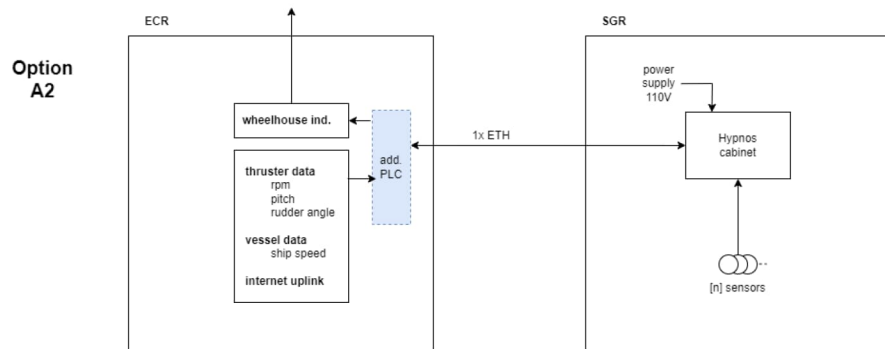 ECR
SGR
Option
A2
power
supply
110V
wheelhouse ind.
1x ETH
Hypnos
cabinet
add.
PLC
thruster data
rpm
pitch
rudder angle
vessel data
ship speed
internet uplink
[n] sensors